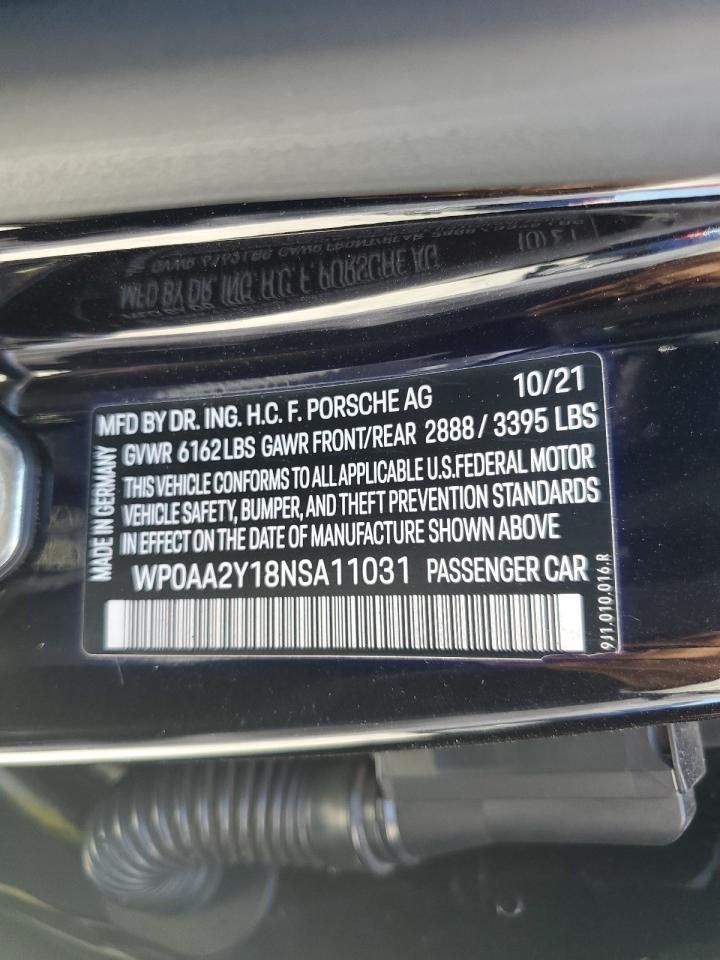 MFD BY DR. ING. H.C. F. PORSCHE AG 10/21
GVWR 6162 LBS GAWR FRONT/REAR 2888 / 3395 LBS
THIS VEHICLE CONFORMS TO ALL APPLICABLE U.S.FEDERAL MOTOR
VEHICLE SAFETY, BUMPER, AND THEFT PREVENTION STANDARDS
IN EFFECT ON THE DATE OF MANUFACTURE SHOWN ABOVE
WP0AA2Y18NSA11031 PASSENGER CAR
MADE IN GERMANY
9J1.010.016.R